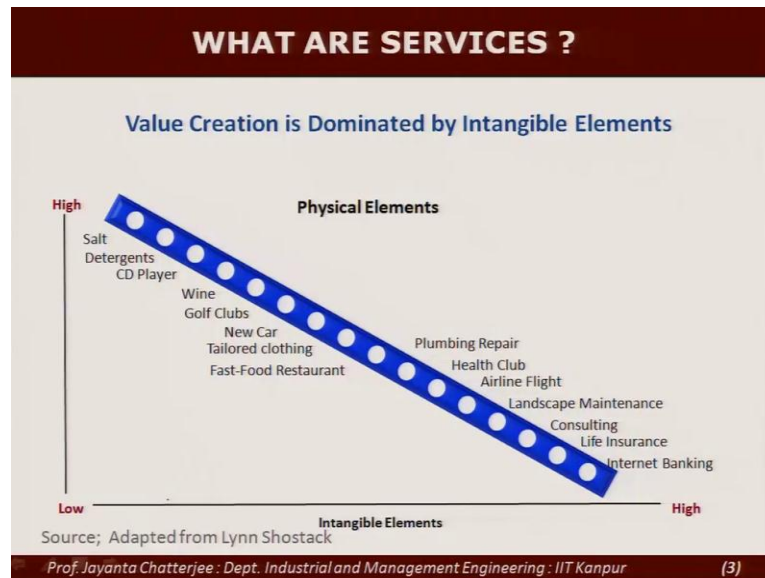 WHAT ARE SERVICES ?
Value Creation is Dominated by Intangible Elements
High
Physical Elements
Salt
Detergents
CD Player
Wine
Golf Clubs
New Car
Tailored clothing
Fast-Food Restaurant
Plumbing Repair
Health Club
Airline Flight
Landscape Maintenance
Consulting
Life Insurance
Internet Banking
Low
High
Intangible Elements
Source; Adapted from Lynn Shostack
Prof. Jayanta Chatterjee : Dept. Industrial and Management Engineering : IIT Kanpur (3)